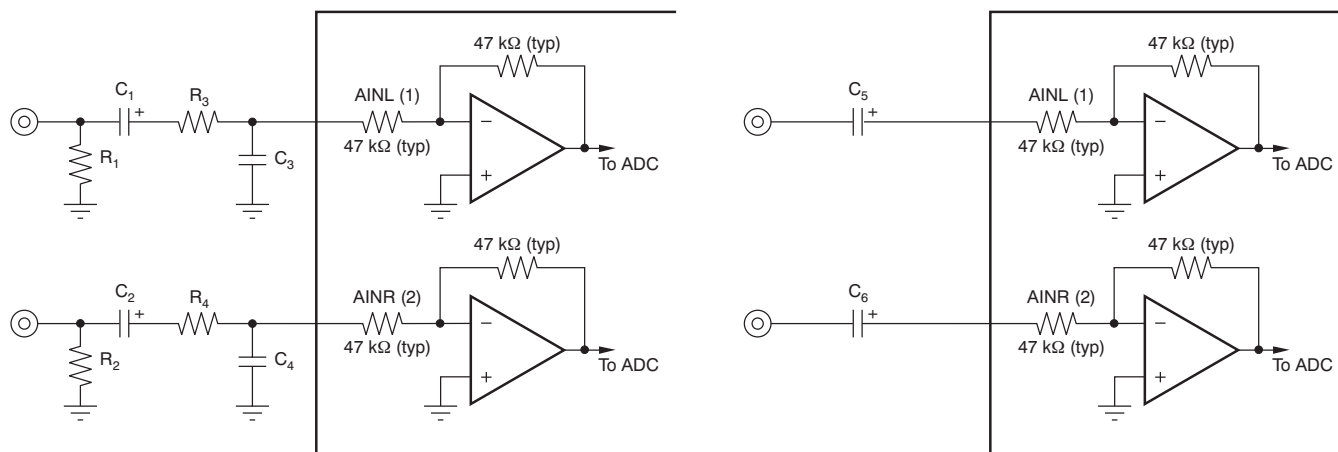 47 kΩ (typ)
C1
+
R3
AINL (1)
−
47 kΩ (typ)
R1
C3
+
To ADC
47 kΩ (typ)
C2
+
R4
AINR (2)
−
47 kΩ (typ)
R2
C4
+
To ADC
47 kΩ (typ)
C5
+
AINL (1)
−
47 kΩ (typ)
+
To ADC
47 kΩ (typ)
C6
+
AINR (2)
−
47 kΩ (typ)
+
To ADC